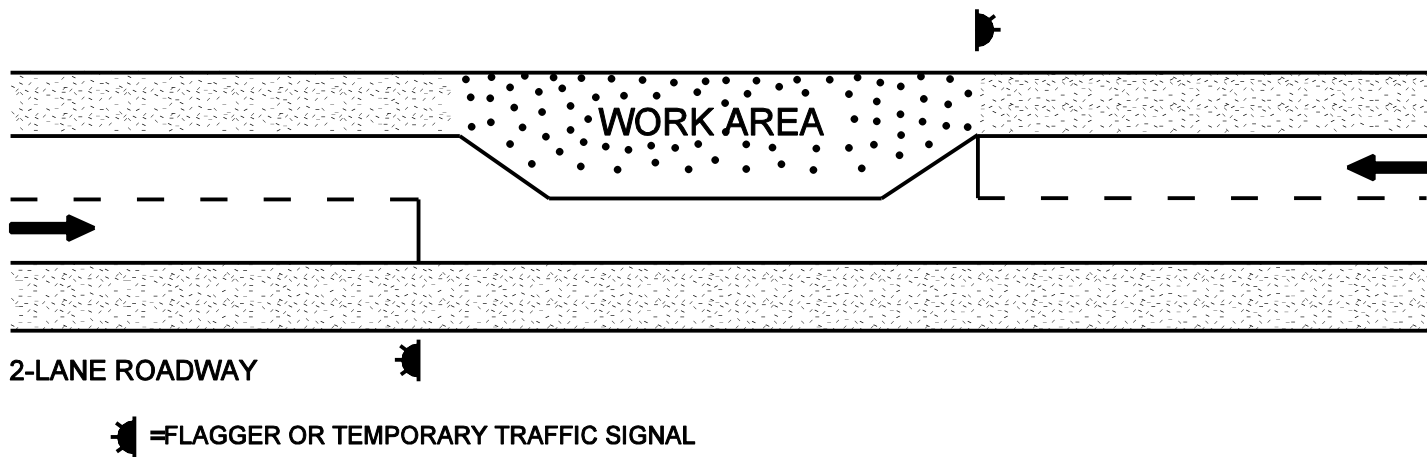 WORK AREA
2-LANE ROADWAY
=FLAGGER OR TEMPORARY TRAFFIC SIGNAL